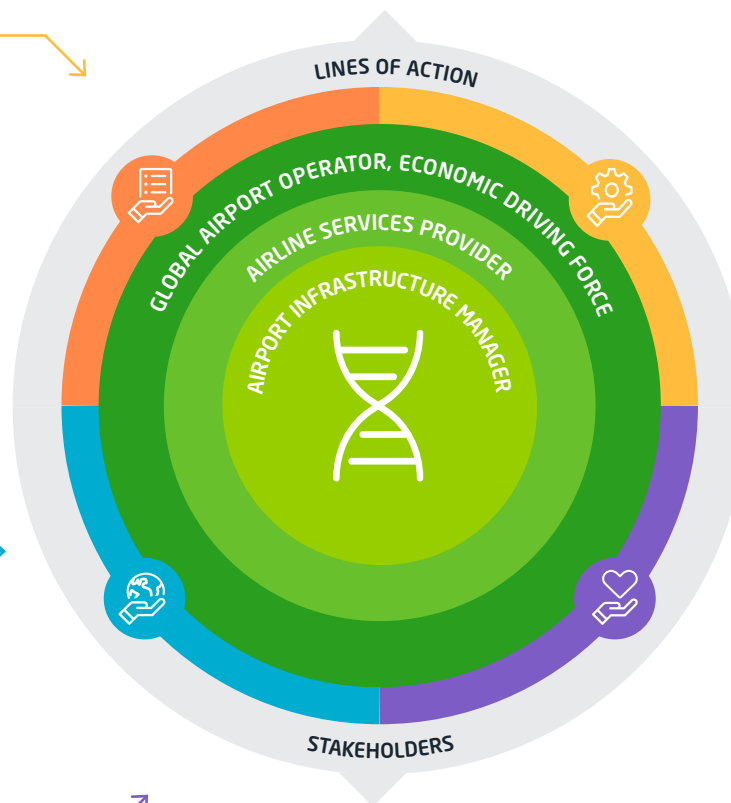 LINES OF ACTION
GLOBAL AIRPORT OPERATOR, ECONOMIC DRIVING FORCE
AIRLINE SERVICES PROVIDER
AIRPORT INFRASTRUCTURE MANAGER
STAKEHOLDERS